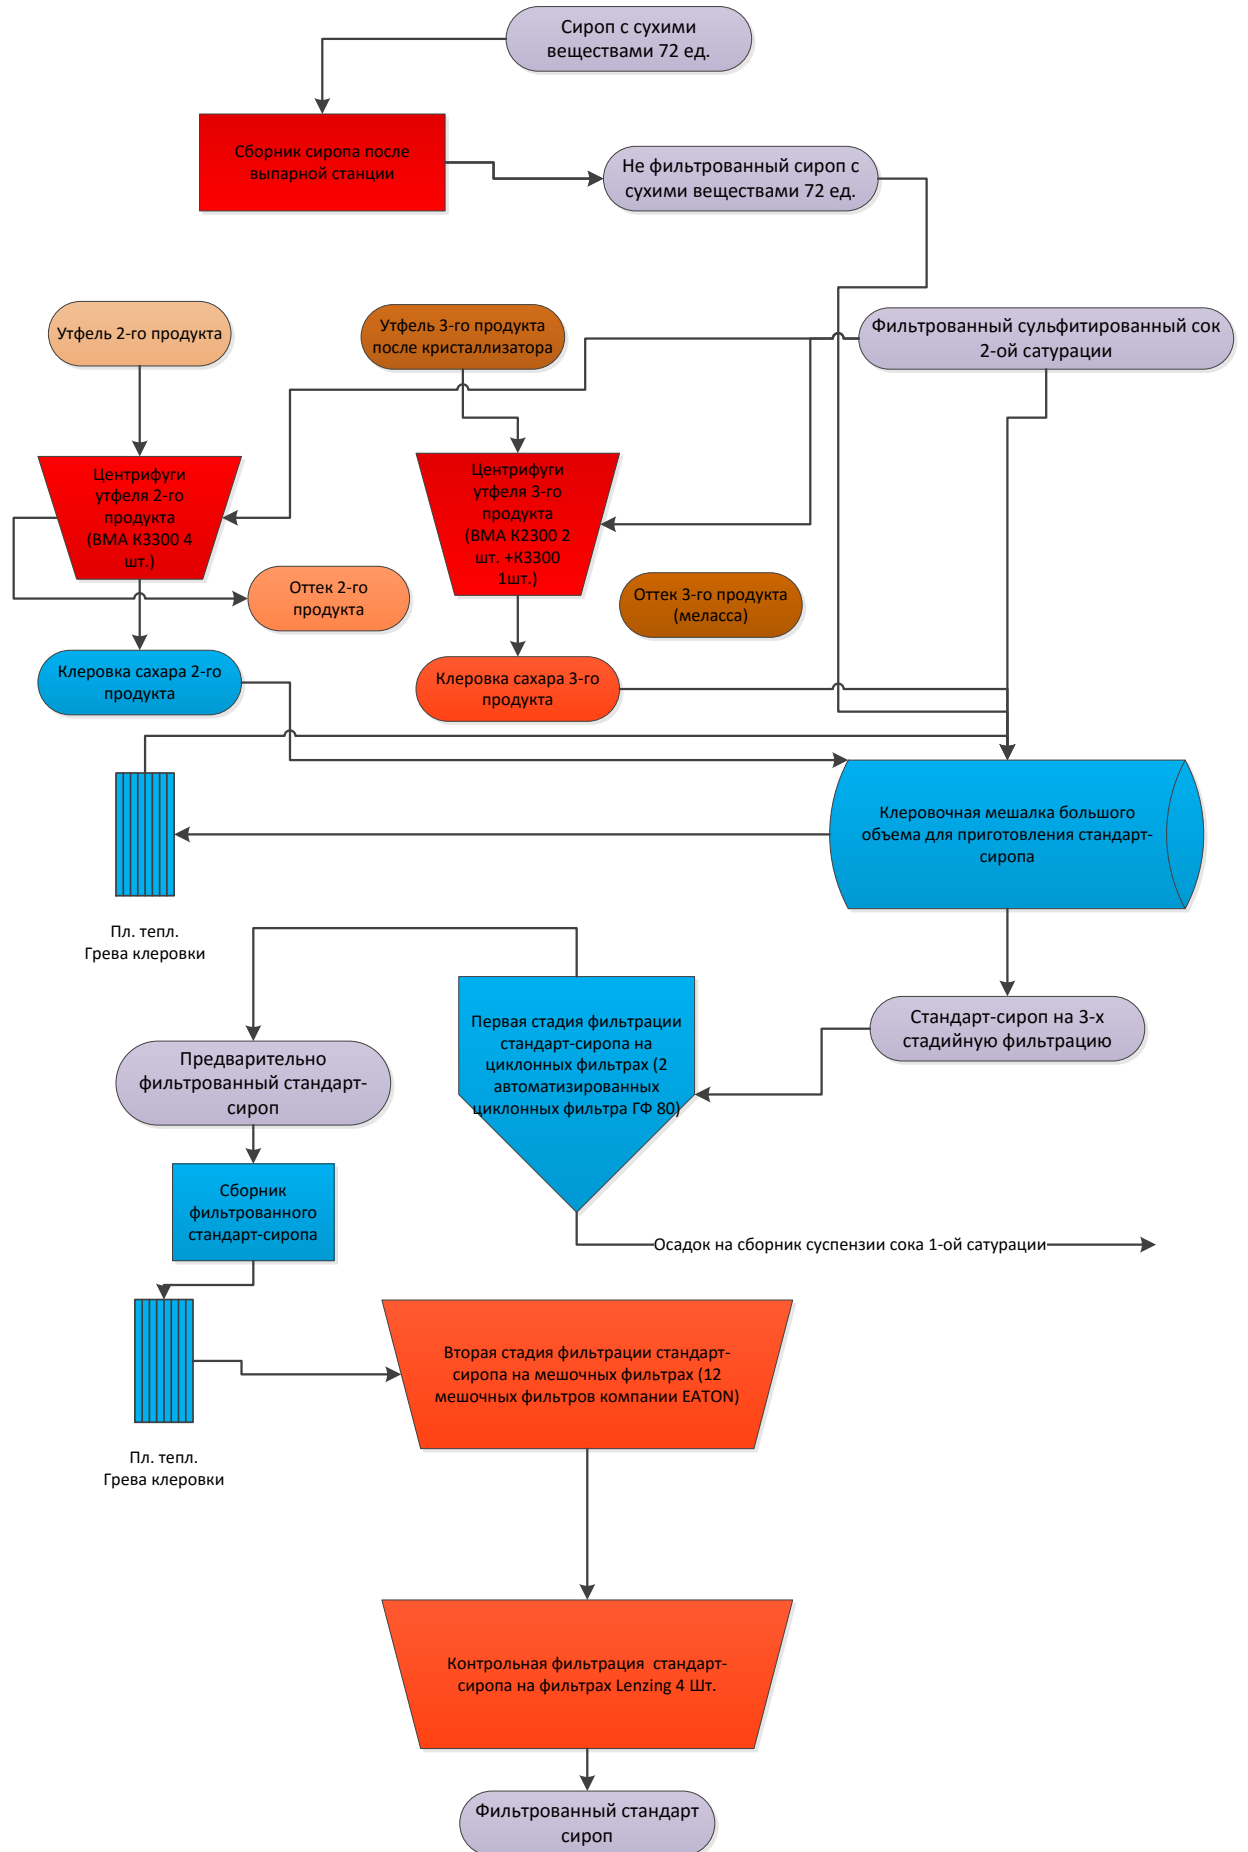 Сироп с сухими
веществами 72 ед.
Сборник сиропа после
выпарной станции
Не фильтрованный сироп с
сухими веществами 72 ед.
Утфель 2-го продукта
Утфель 3-го продукта
после кристаллизатора
Фильтрованный сульфитированный сок
2-ой сатурации
Центрифуги
утфеля 2-го
продукта
(ВМА К3300 4
шт.)
Центрифуги
утфеля 3-го
продукта
(ВМА К2300 2
шт. +К3300
1шт.)
Оттек 2-го
продукта
Оттек 3-го продукта
(меласса)
Клеровка сахара 2-го
продукта
Клеровка сахара 3-го
продукта
Клеровочная мешалка большого
объема для приготовления стандарт-
сиропа
Пл. тепл.
Грева клеровки
Стандарт-сироп на 3-х
стадийную фильтрацию
Первая стадия фильтрации
стандарт-сиропа на
циклонных фильтрах (2
автоматизированных
циклонных фильтра ГФ 80)
Предварительно
фильтрованный стандарт-
сироп
Сборник
фильтрованного
стандарт-сиропа
Осадок на сборник суспензии сока 1-ой сатурации
Вторая стадия фильтрации стандарт-
сиропа на мешочных фильтрах (12
мешочных фильтров компании EATON)
Пл. тепл.
Грева клеровки
Контрольная фильтрация  стандарт-
сиропа на фильтрах Lenzing 4 Шт.
Фильтрованный стандарт
сироп